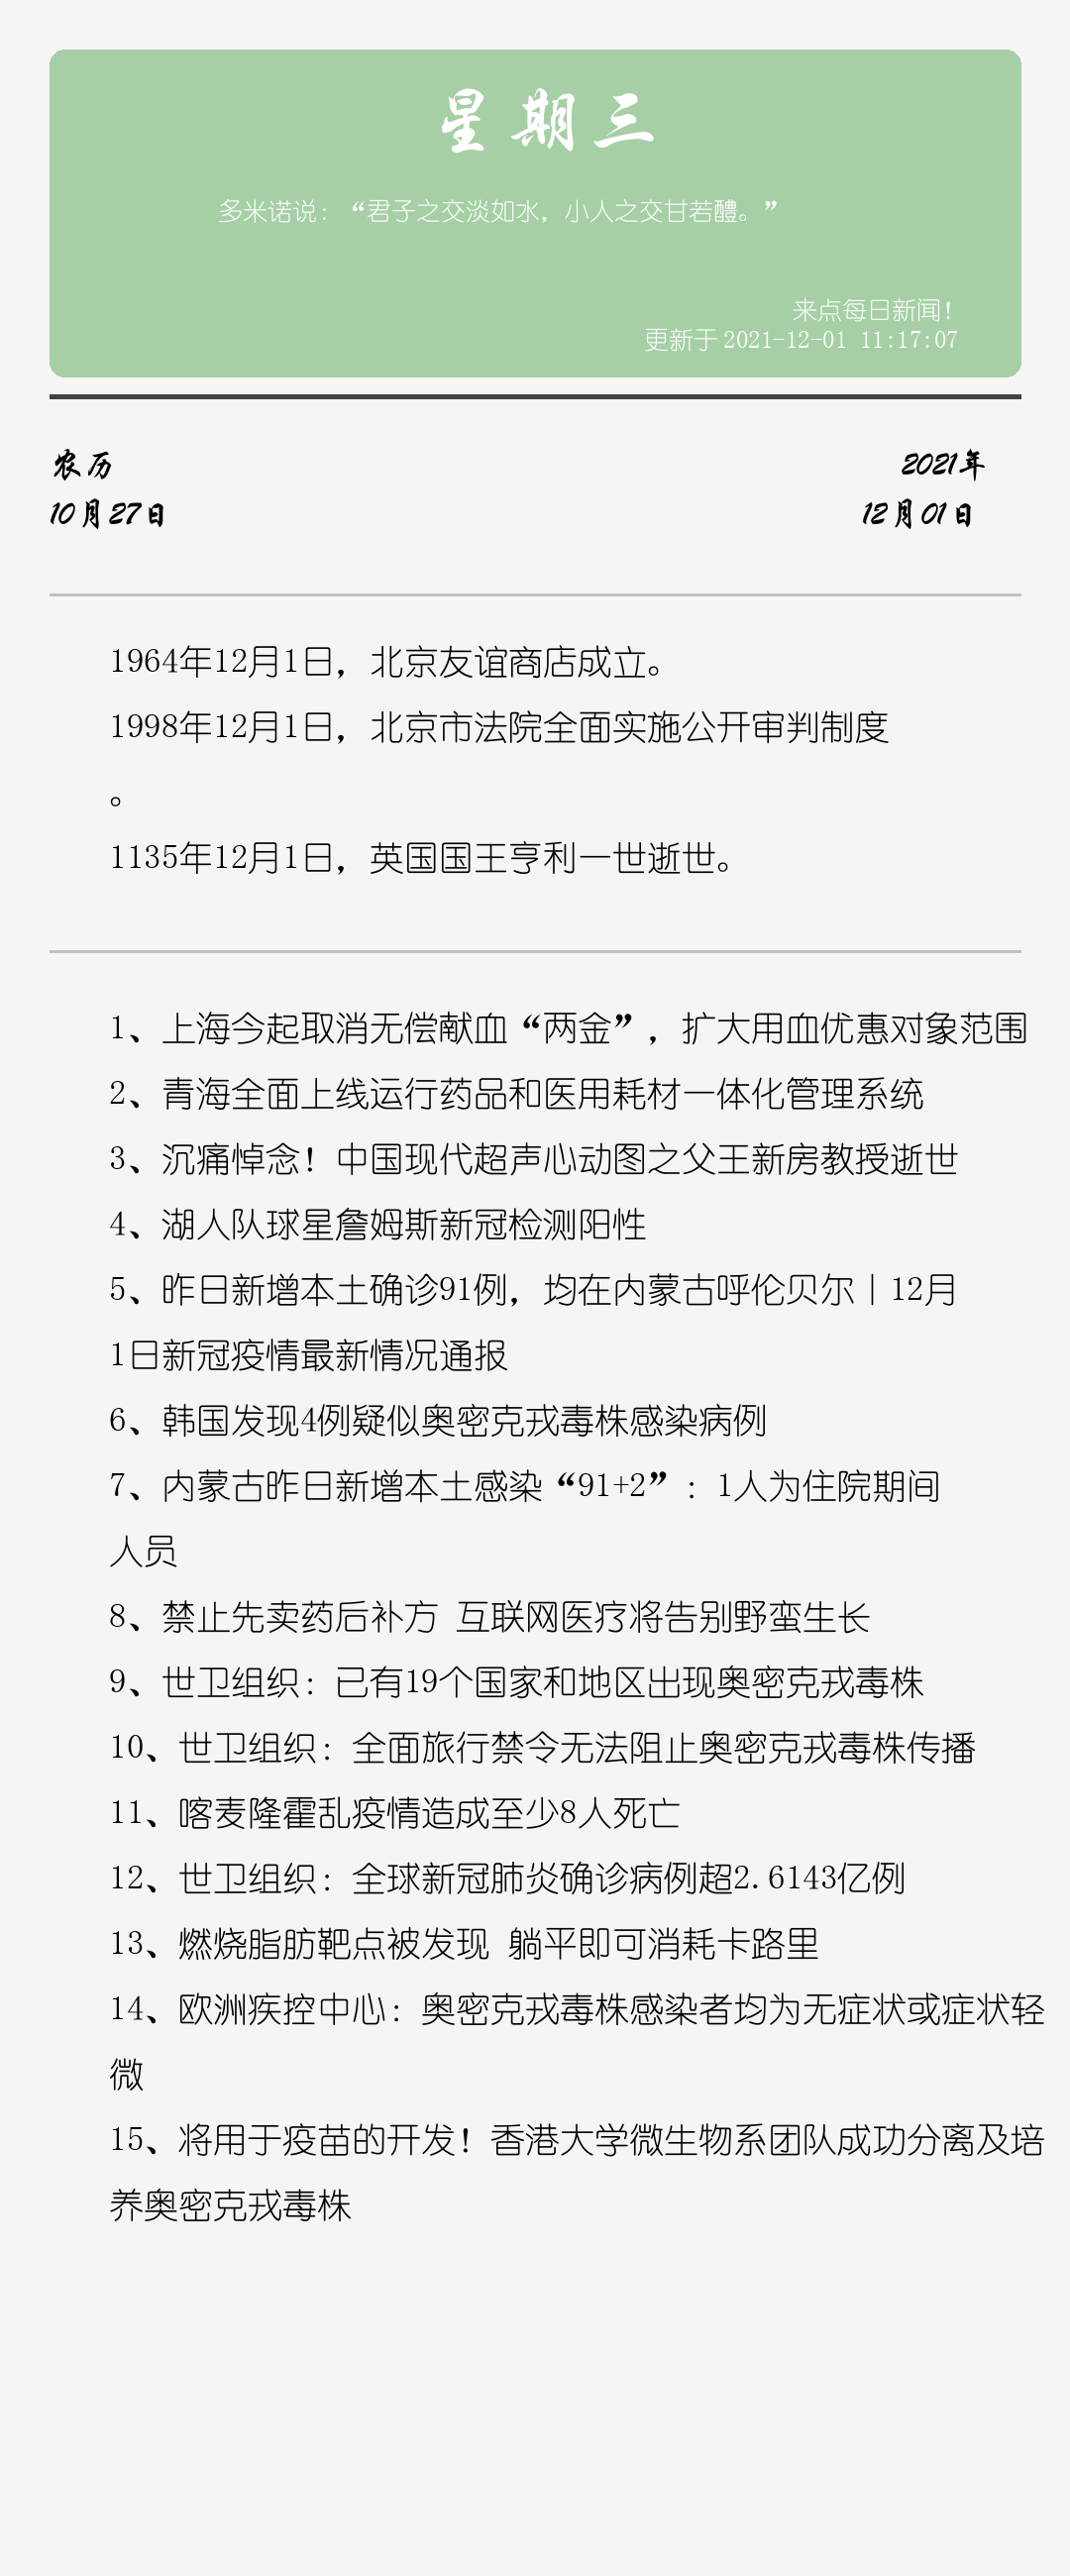 星期三
多米诺说：“君子之交淡如水，小人之交甘若醴。”
来点每日新闻！
更新于 2021-12-01 11:17:07
农历
2021年
10月27日
12月01日
1964年12月1日，北京友谊商店成立。
1998年12月1日，北京市法院全面实施公开审判制度
。
1135年12月1日，英国国王亨利一世逝世。
1、上海今起取消无偿献血“两金”，扩大用血优惠对象范围
2、青海全面上线运行药品和医用耗材一体化管理系统
3、沉痛悼念！中国现代超声心动图之父王新房教授逝世
4、湖人队球星詹姆斯新冠检测阳性
5、昨日新增本土确诊91例，均在内蒙古呼伦贝尔丨12月
1日新冠疫情最新情况通报
6、韩国发现4例疑似奥密克戎毒株感染病例
7、内蒙古昨日新增本土感染“91+2”：1人为住院期间
人员
8、禁止先卖药后补方 互联网医疗将告别野蛮生长
9、世卫组织：已有19个国家和地区出现奥密克戎毒株
10、世卫组织：全面旅行禁令无法阻止奥密克戎毒株传播
11、喀麦隆霍乱疫情造成至少8人死亡
12、世卫组织：全球新冠肺炎确诊病例超2.6143亿例
13、燃烧脂肪靶点被发现 躺平即可消耗卡路里
14、欧洲疾控中心：奥密克戎毒株感染者均为无症状或症状轻
微
15、将用于疫苗的开发！香港大学微生物系团队成功分离及培
养奥密克戎毒株